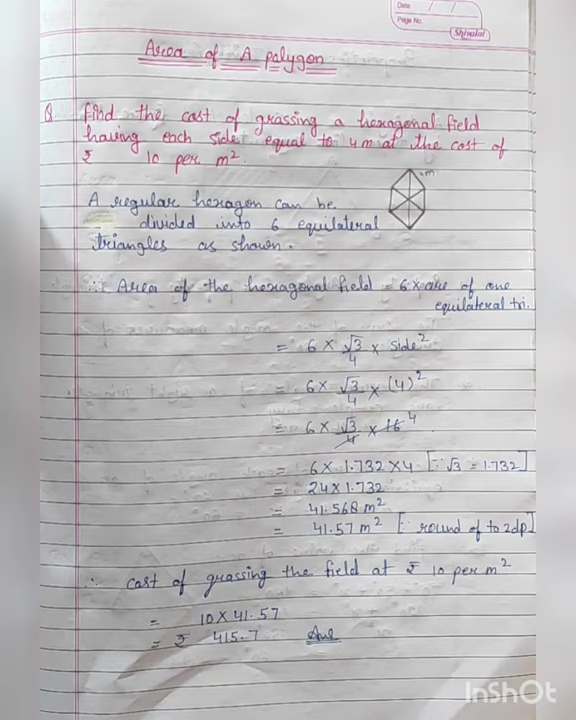 Date / /
Page No.
Shivalal
Area of A polygon
Q. find the cost of grassing a hexagonal field
having each side equal to 4m at the cost of
₹ 10 per m².
m
A regular hexagon can be
divided into 6 equilateral
triangles as shown.
∴ Area of the hexagonal field = 6 × are of one
equilateral tri.
= 6 × √3/4 × side²
= 6 × √3/4 × (4)²
= 6 × √3/4 × 16 4
= 6 × 1.732 × 4 [∵ √3 = 1.732]
= 24 × 1.732
= 41.568 m²
= 41.57 m² [∵ round of to 2dp]
∴ cost of grassing the field at ₹ 10 per m²
= 10 × 41.57
= ₹ 415.7 Ans
InShOt